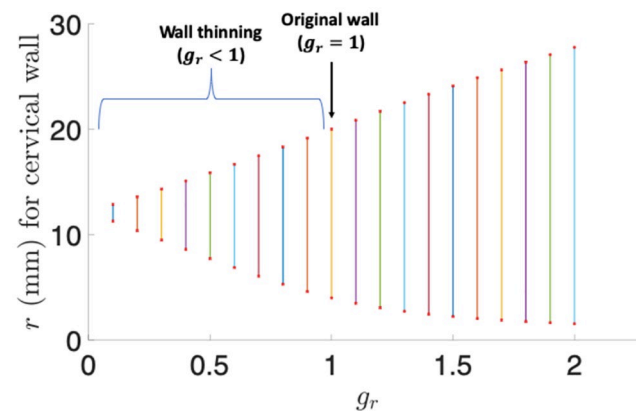 Wall thinning
(g_r < 1)
Original wall
(g_r = 1)
r (mm) for cervical wall
30
20
10
0
0
0.5
1
1.5
2
g_r